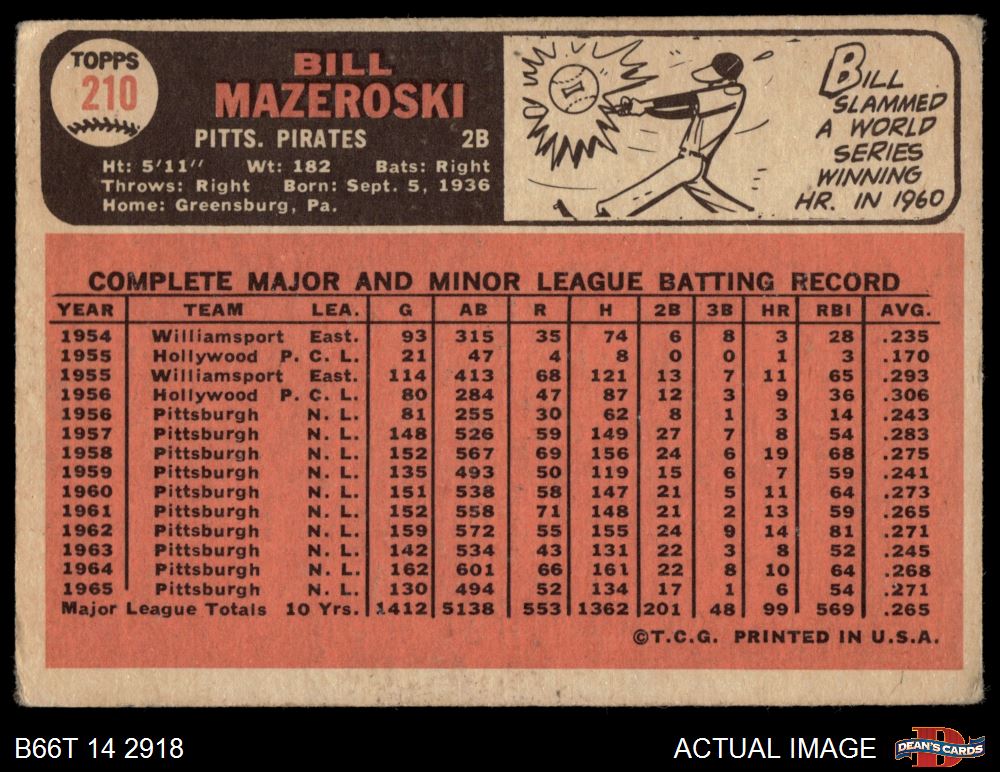 TOPPS
210
BILL
MAZEROSKI
PITTS. PIRATES 2B
Ht: 5'11" Wt: 182 Bats: Right
Throws: Right Born: Sept. 5, 1936
Home: Greensburg, Pa.
BILL
SLAMMED
A WORLD
SERIES
WINNING
HR. IN 1960
COMPLETE MAJOR AND MINOR LEAGUE BATTING RECORD
YEAR TEAM LEA. G AB R H 2B 3B HR RBI AVG.
1954 Williamsport East. 93 315 35 74 6 8 3 28 .235
1955 Hollywood P. C. L. 21 47 4 8 0 0 1 3 .170
1955 Williamsport East. 114 413 68 121 13 7 11 65 .293
1956 Hollywood P. C. L. 80 284 47 87 12 3 9 36 .306
1956 Pittsburgh N. L. 81 255 30 62 8 1 3 14 .243
1957 Pittsburgh N. L. 148 526 59 149 27 7 8 54 .283
1958 Pittsburgh N. L. 152 567 69 156 24 6 19 68 .275
1959 Pittsburgh N. L. 135 493 50 119 15 6 7 59 .241
1960 Pittsburgh N. L. 151 538 58 147 21 5 11 64 .273
1961 Pittsburgh N. L. 152 558 71 148 21 2 13 59 .265
1962 Pittsburgh N. L. 159 572 55 155 24 9 14 81 .271
1963 Pittsburgh N. L. 142 534 43 131 22 3 8 52 .245
1964 Pittsburgh N. L. 162 601 66 161 22 8 10 64 .268
1965 Pittsburgh N. L. 130 494 52 134 17 1 6 54 .271
Major League Totals 10 Yrs. 1412 5138 553 1362 201 48 99 569 .265
©T.C.G. PRINTED IN U.S.A.
B66T 14 2918 ACTUAL IMAGE DEAN'S CARDS